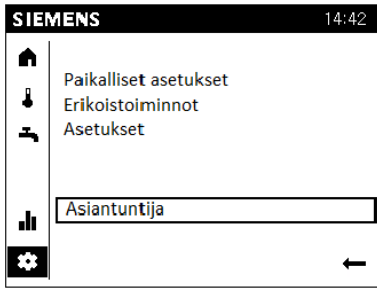 SIEMENS 14:42
Paikalliset asetukset
Erikoistoiminnot
Asetukset
Asiantuntija